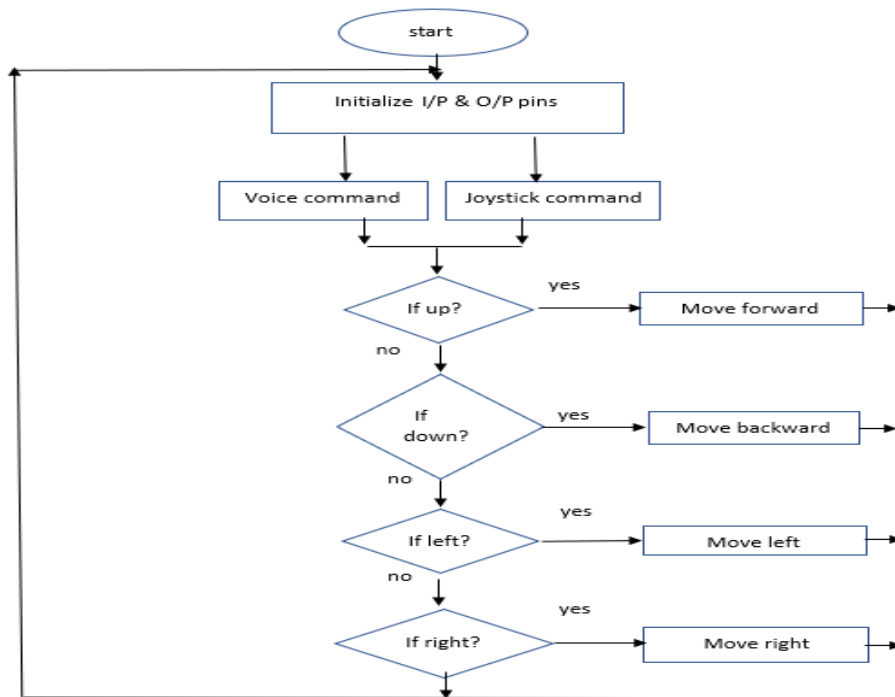 start
Initialize I/P & O/P pins
Voice command
Joystick command
If up?
yes
Move forward
no
If
down?
yes
Move backward
no
If left?
yes
Move left
no
If right?
yes
Move right